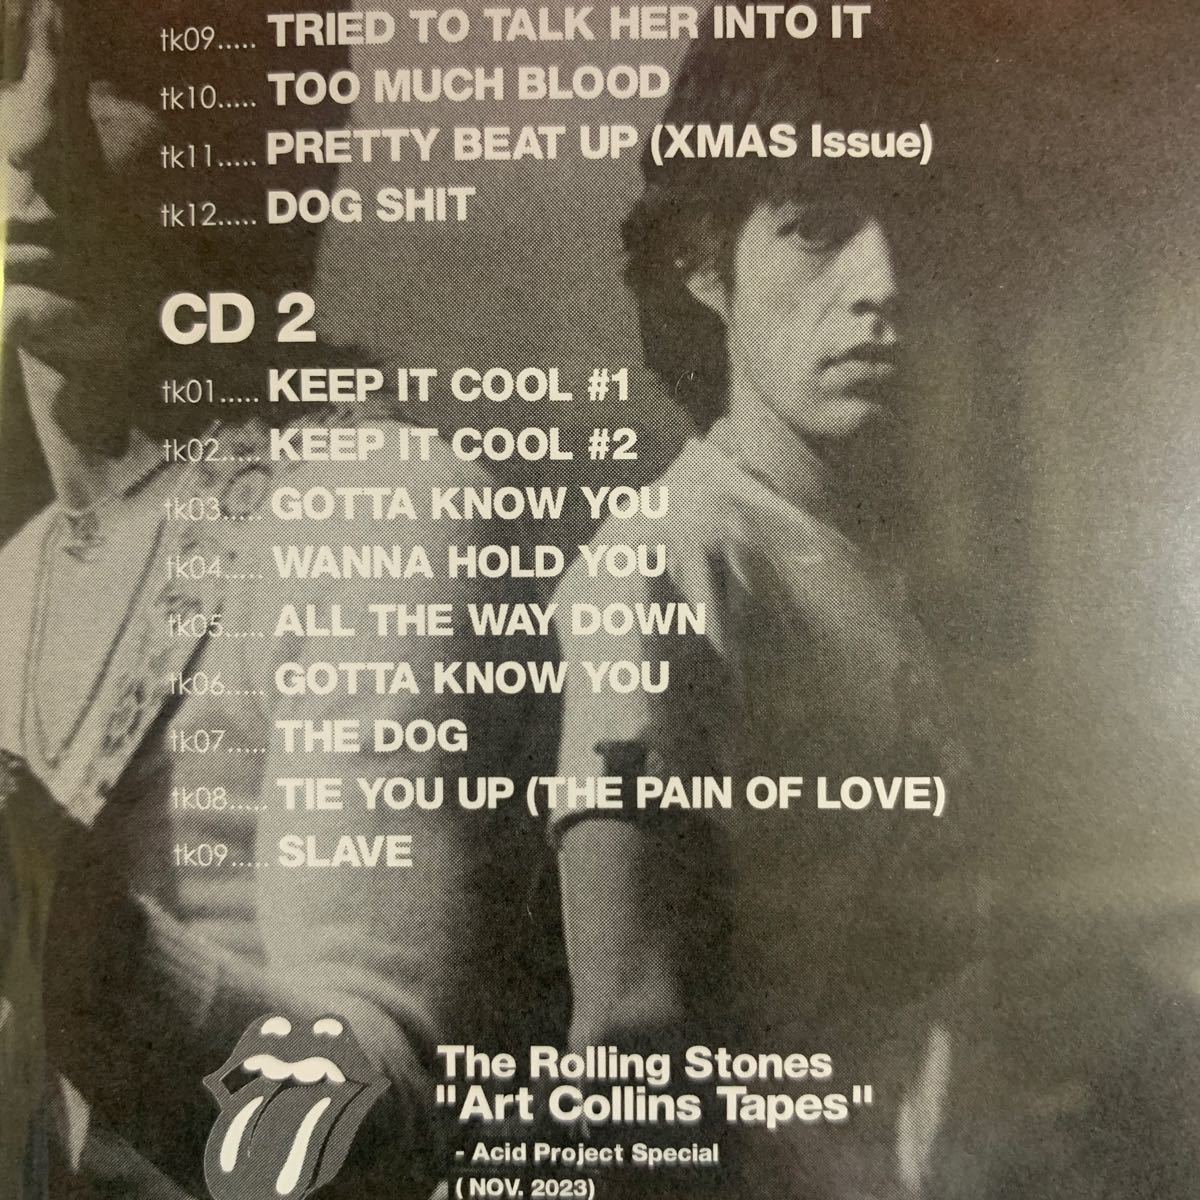 tk09..... TRIED TO TALK HER INTO IT
tk10..... TOO MUCH BLOOD
tk11..... PRETTY BEAT UP (XMAS Issue)
tk12..... DOG SHIT
CD 2
tk01..... KEEP IT COOL #1
tk02..... KEEP IT COOL #2
tk03..... GOTTA KNOW YOU
tk04..... WANNA HOLD YOU
tk05..... ALL THE WAY DOWN
tk06..... GOTTA KNOW YOU
tk07..... THE DOG
tk08..... TIE YOU UP (THE PAIN OF LOVE)
tk09..... SLAVE
The Rolling Stones
"Art Collins Tapes"
- Acid Project Special
( NOV. 2023)